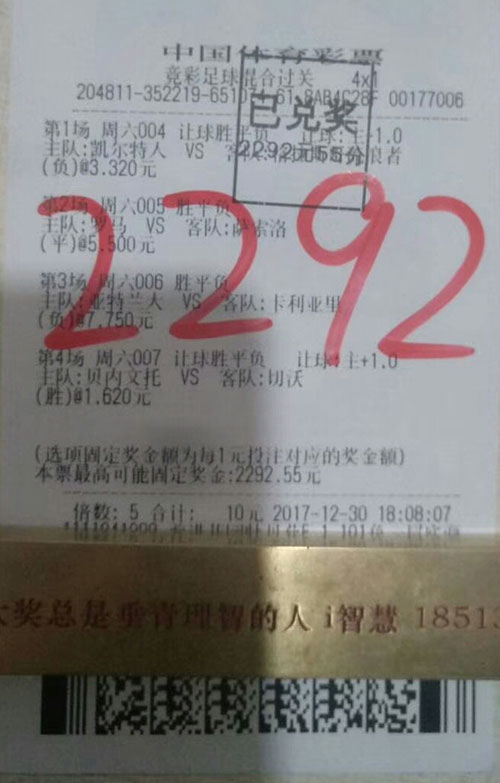 中国体育彩票
竞彩足球混合过关 4x1
204811-352219-651074 61 8AB4C28F 00177006
已兑奖
2292元55分
第1场 周六004 让球胜平负 让球:主-1.0
主队:凯尔特人 VS 客队: 浪者
(负)@3.320元
第2场 周六005 胜平负
主队:罗马 VS 客队:萨索洛
(平)@5.500元
2292
第3场 周六006 胜平负
主队:亚特兰大 VS 客队:卡利亚里
(负)@7.750元
第4场 周六007 让球胜平负 让球:主+1.0
主队:贝内文托 VS 客队:切沃
(胜)@1.620元
(选项固定奖金额为每1元投注对应的奖金额)
本票最高可能固定奖金:2292.55元
倍数: 5 合计: 10元 2017-12-30 18:08:07
大奖总是垂青理智的人 i智慧 18513